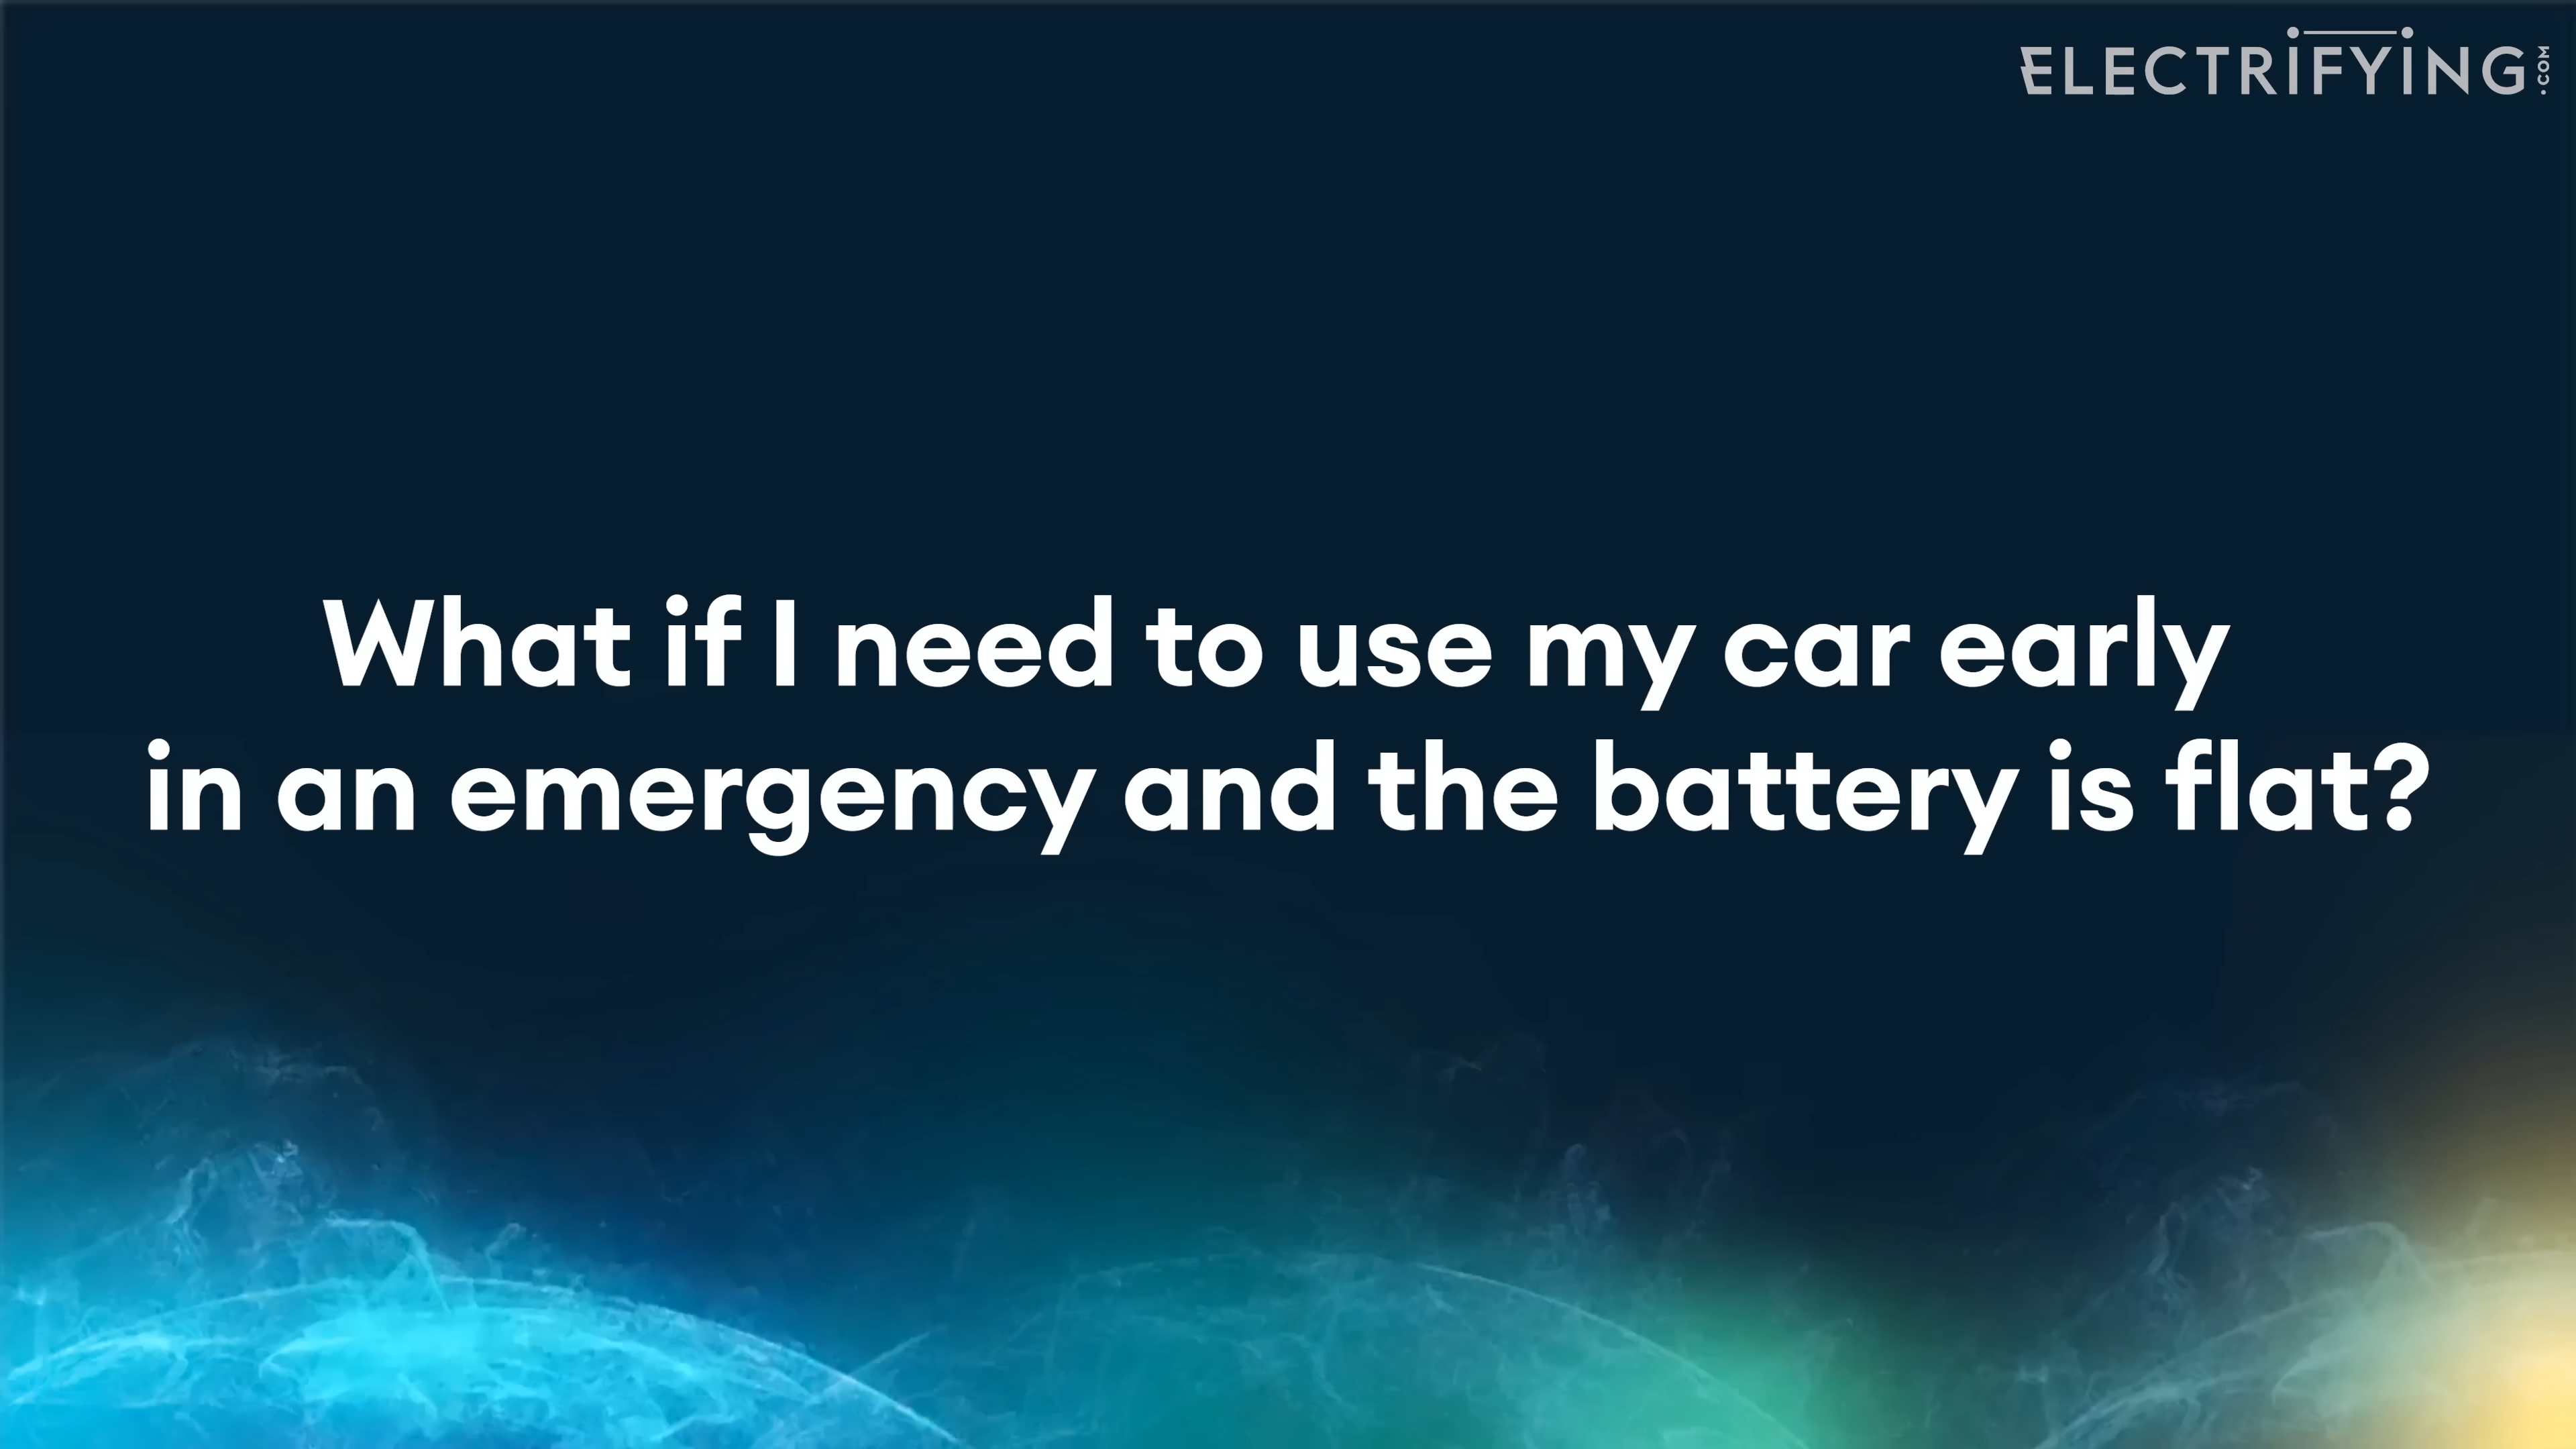 ELECTRIFYING.COM
What if I need to use my car early
in an emergency and the battery is flat?